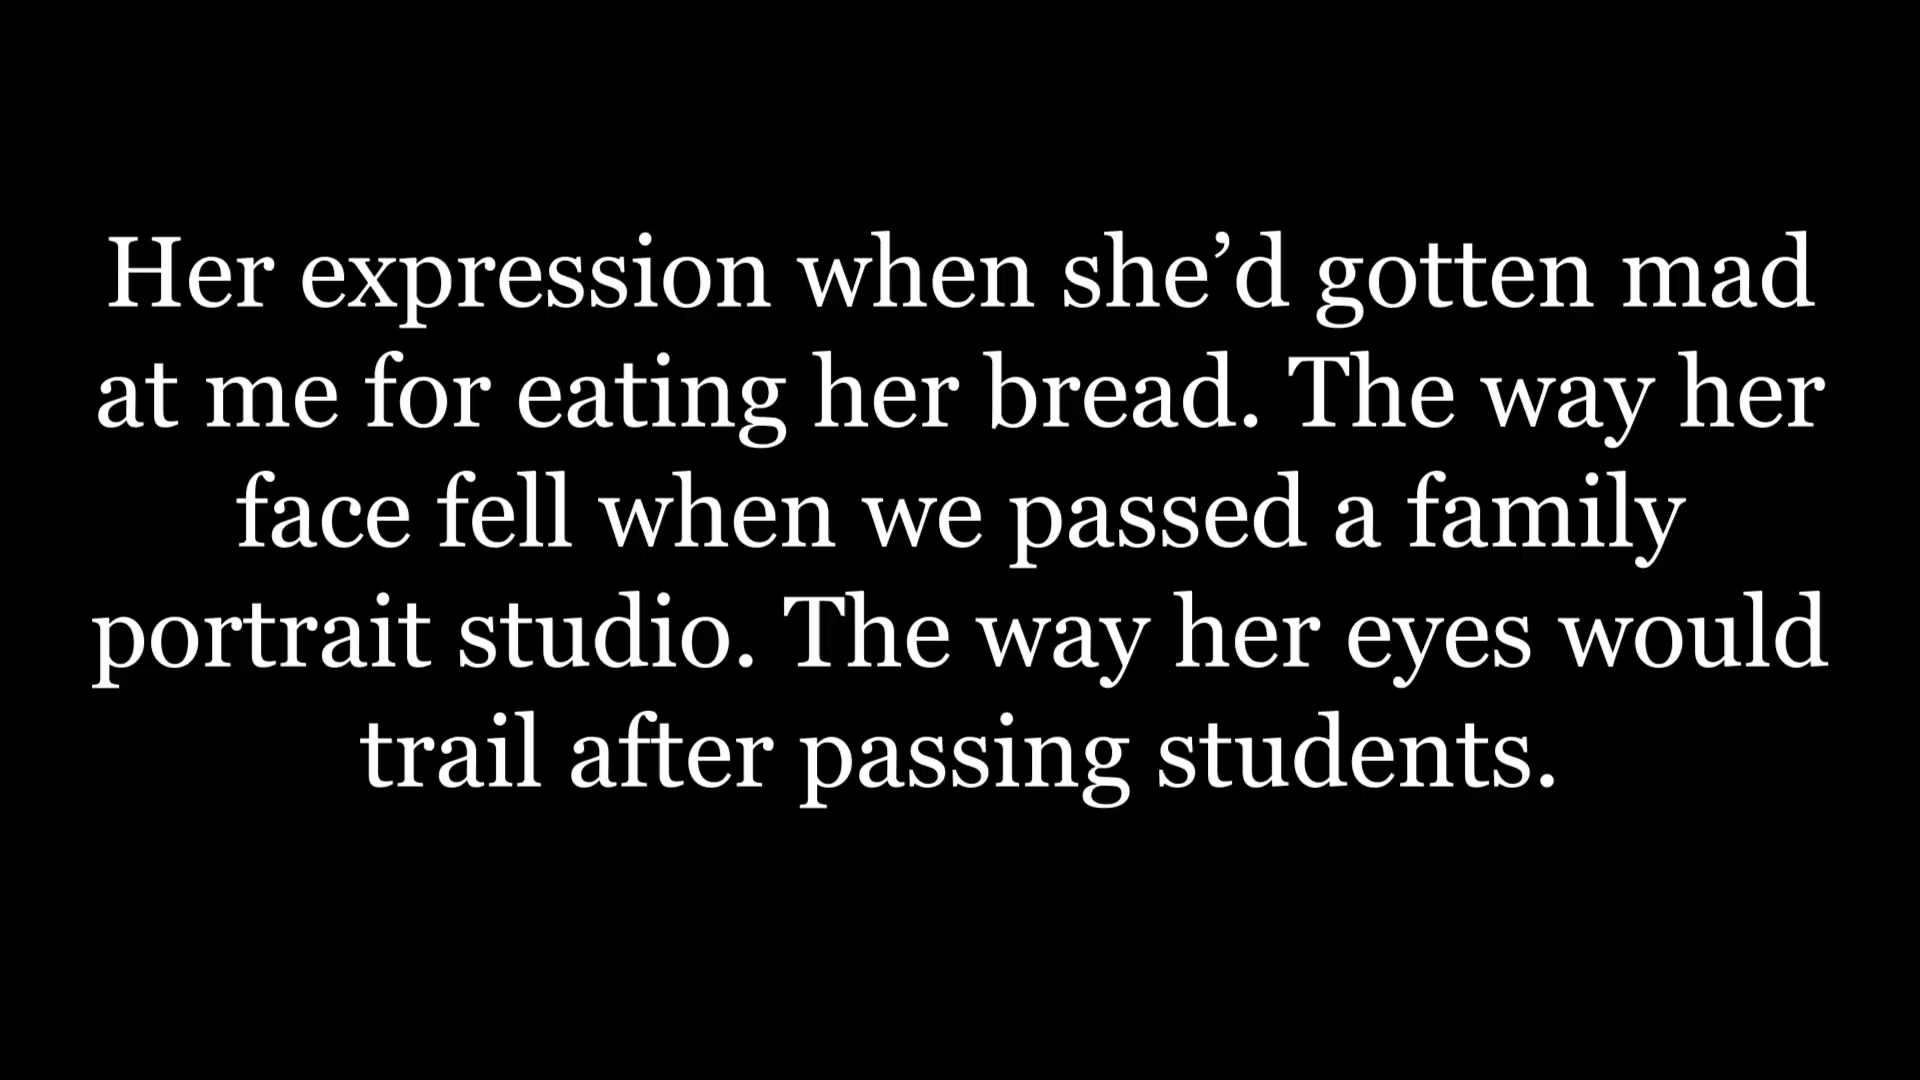 Her expression when she’d gotten mad
at me for eating her bread. The way her
face fell when we passed a family
portrait studio. The way her eyes would
trail after passing students.